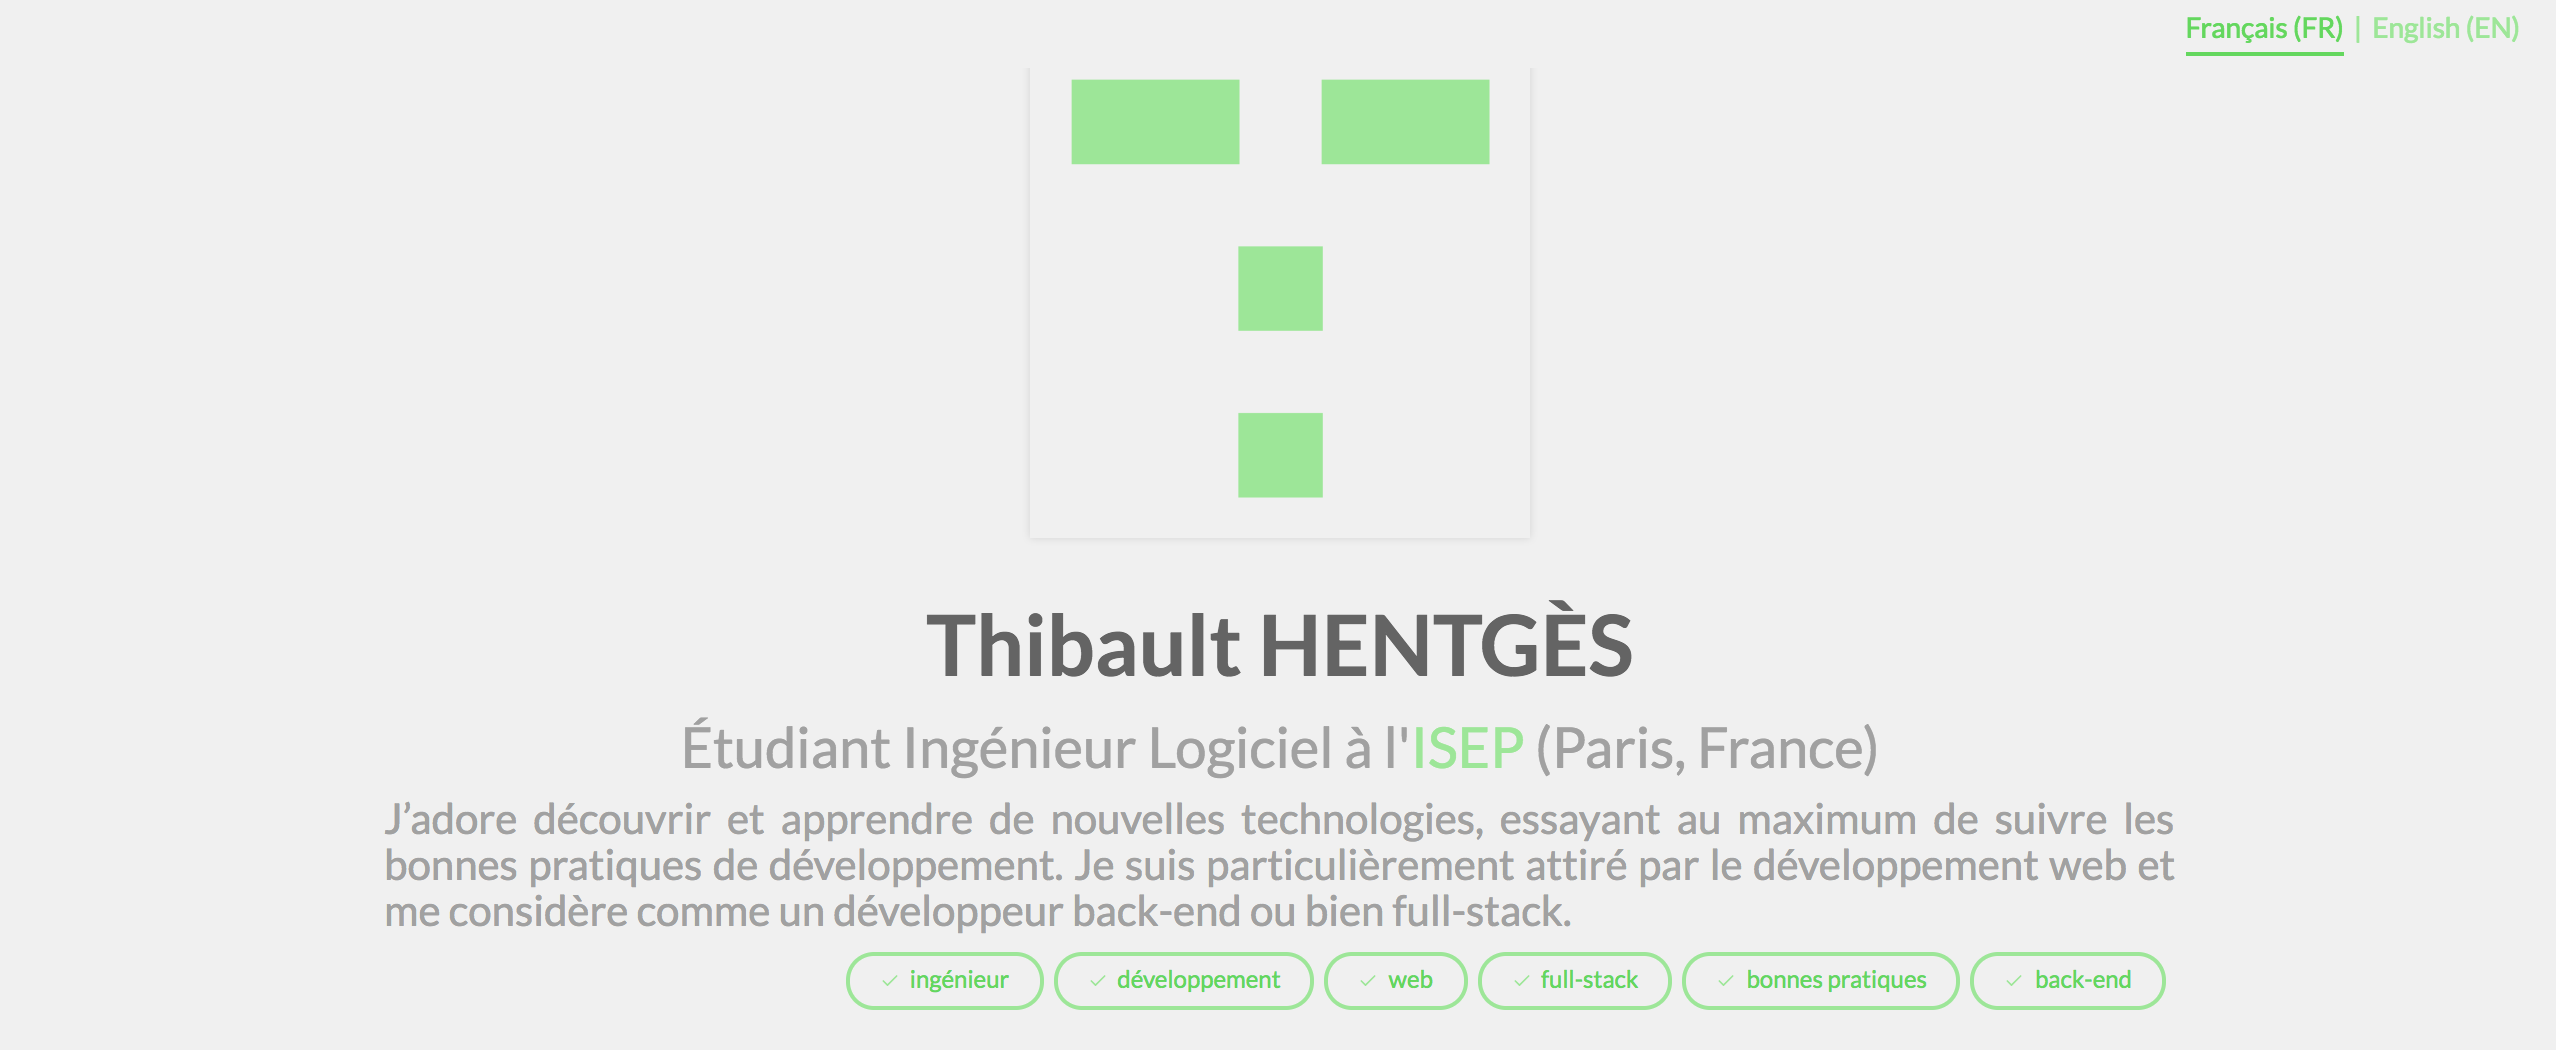 Français (FR) | English (EN)
Thibault HENTGÈS
Étudiant Ingénieur Logiciel à l'ISEP (Paris, France)
J’adore découvrir et apprendre de nouvelles technologies, essayant au maximum de suivre les
bonnes pratiques de développement. Je suis particulièrement attiré par le développement web et
me considère comme un développeur back-end ou bien full-stack.
✓ ingénieur ✓ développement ✓ web ✓ full-stack ✓ bonnes pratiques ✓ back-end